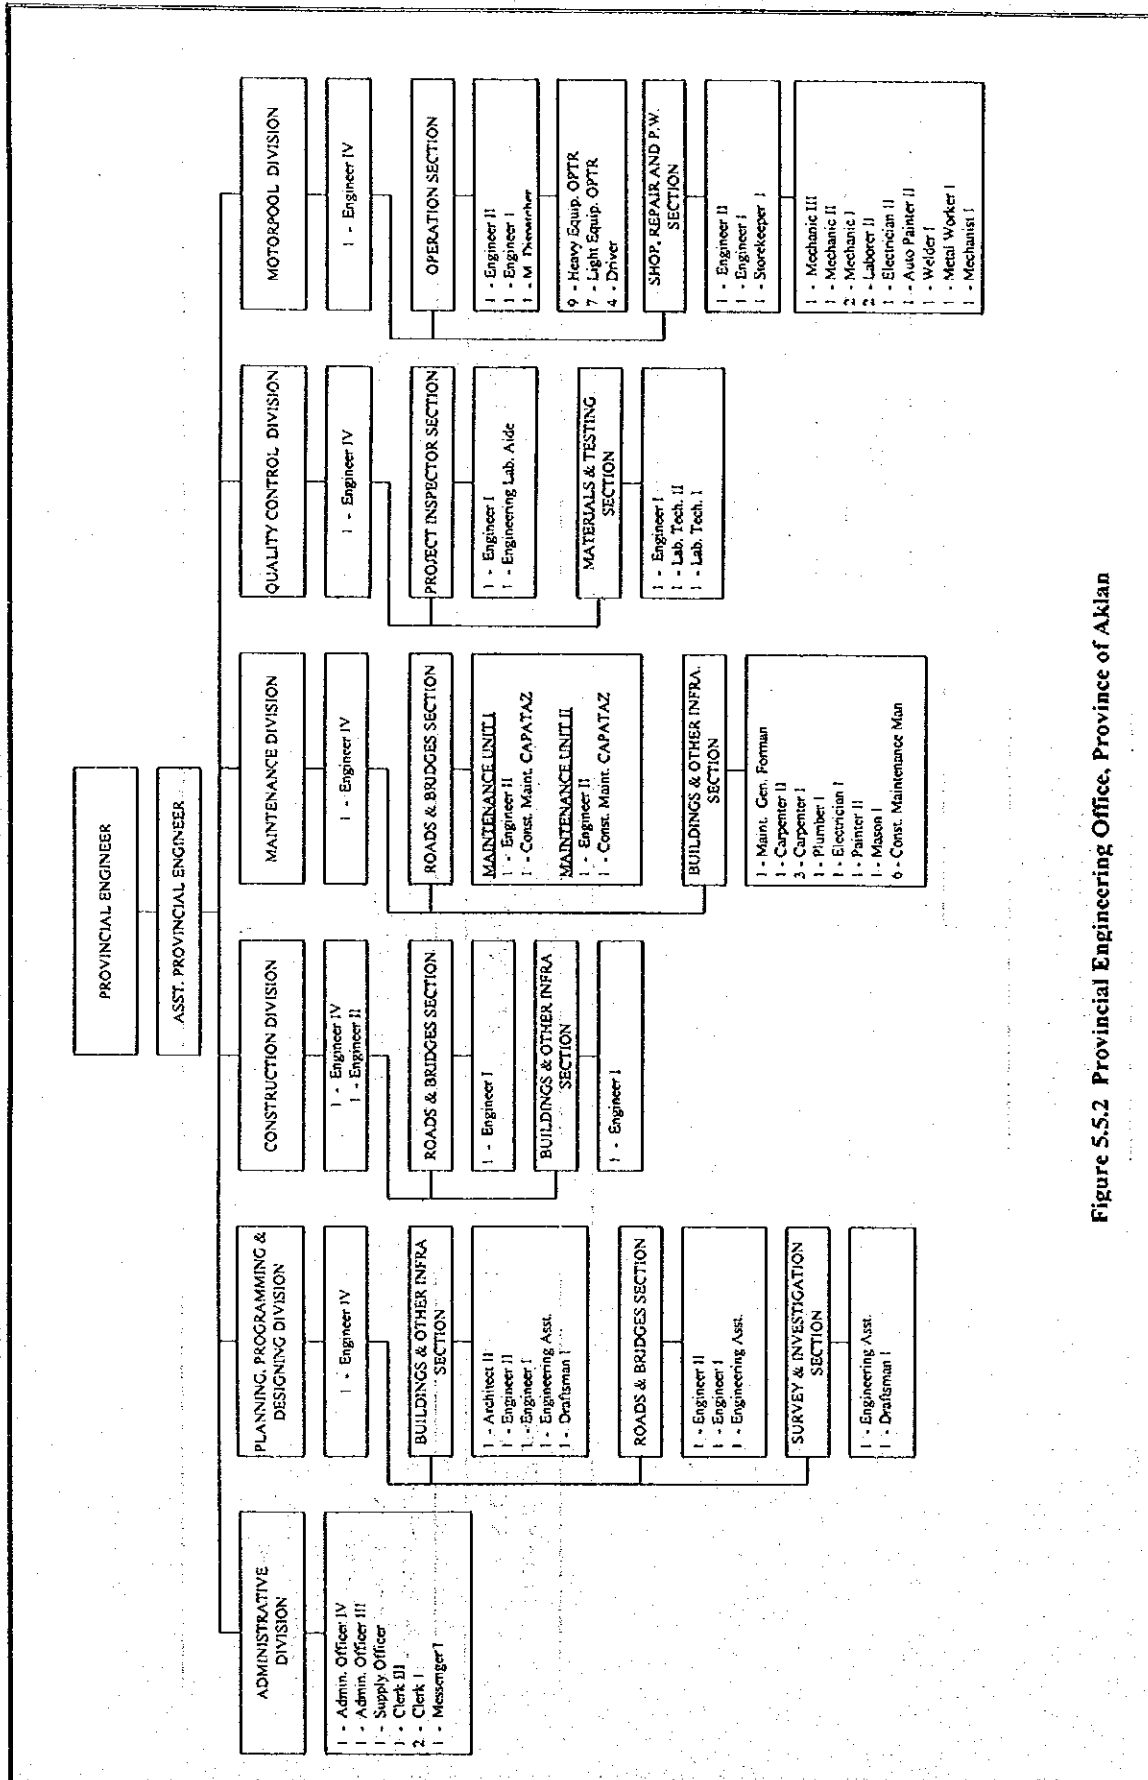 PROVINCIAL ENGINEER
ASST. PROVINCIAL ENGINEER
ADMINISTRATIVE
DIVISION
1 - Admin. Officer IV
1 - Admin. Officer III
1 - Supply Officer
1 - Clerk III
2 - Clerk I
1 - Messenger I
PLANNING, PROGRAMMING &
DESIGNING DIVISION
1 - Engineer IV
BUILDINGS & OTHER INFRA
SECTION
1 - Architect II
1 - Engineer II
1 - Engineer I
1 - Engineering Asst.
1 - Draftsman I
ROADS & BRIDGES SECTION
1 - Engineer II
1 - Engineer I
1 - Engineering Asst.
SURVEY & INVESTIGATION
SECTION
1 - Engineering Asst.
1 - Draftsman I
CONSTRUCTION DIVISION
1 - Engineer IV
1 - Engineer II
ROADS & BRIDGES SECTION
1 - Engineer I
BUILDINGS & OTHER INFRA
SECTION
1 - Engineer I
MAINTENANCE DIVISION
1 - Engineer IV
ROADS & BRIDGES SECTION
MAINTENANCE UNIT I
1 - Engineer II
1 - Const. Maint. CAPATAZ
MAINTENANCE UNIT II
1 - Engineer II
1 - Const. Maint. CAPATAZ
BUILDINGS & OTHER INFRA.
SECTION
1 - Maint. Gen. Forman
1 - Carpenter II
3 - Carpenter I
1 - Plumber I
1 - Electrician I
1 - Painter II
1 - Mason I
6 - Const. Maintenance Man
QUALITY CONTROL DIVISION
1 - Engineer IV
PROJECT INSPECTOR SECTION
1 - Engineer I
1 - Engineering Lab. Aide
MATERIALS & TESTING
SECTION
1 - Engineer I
1 - Lab. Tech. II
1 - Lab. Tech. I
MOTORPOOL DIVISION
1 - Engineer IV
OPERATION SECTION
1 - Engineer II
1 - Engineer I
1 - M. Dispatcher
9 - Heavy Equip. OPTR
7 - Light Equip. OPTR
4 - Driver
SHOP, REPAIR AND P.W.
SECTION
1 - Engineer II
1 - Engineer I
1 - Storekeeper I
1 - Mechanic III
1 - Mechanic II
2 - Mechanic I
2 - Laborer II
1 - Electrician II
1 - Auto Painter II
1 - Welder I
1 - Metal Worker I
1 - Mechanist I
Figure 5.5.2 Provincial Engineering Office, Province of Aklan